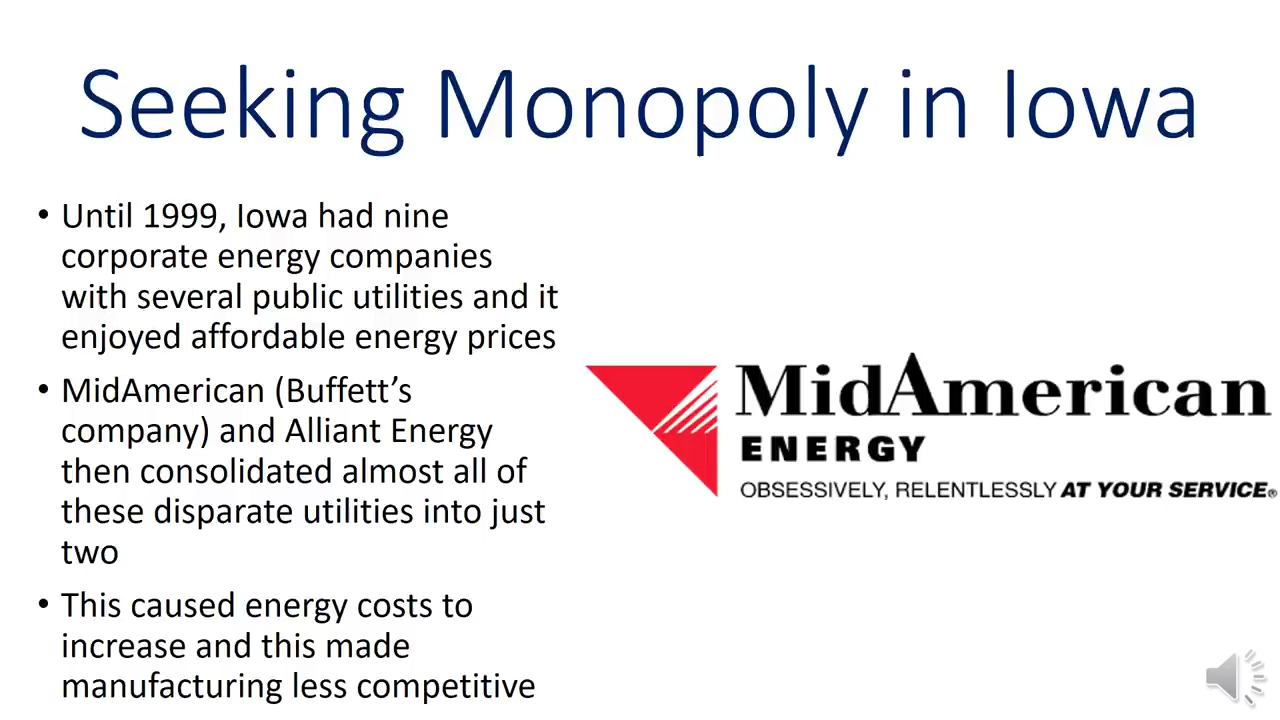 Seeking Monopoly in Iowa
• Until 1999, Iowa had nine
corporate energy companies
with several public utilities and it
enjoyed affordable energy prices
• MidAmerican (Buffett’s
company) and Alliant Energy
then consolidated almost all of
these disparate utilities into just
two
• This caused energy costs to
increase and this made
manufacturing less competitive
MidAmerican
ENERGY
OBSESSIVELY, RELENTLESSLY AT YOUR SERVICE®